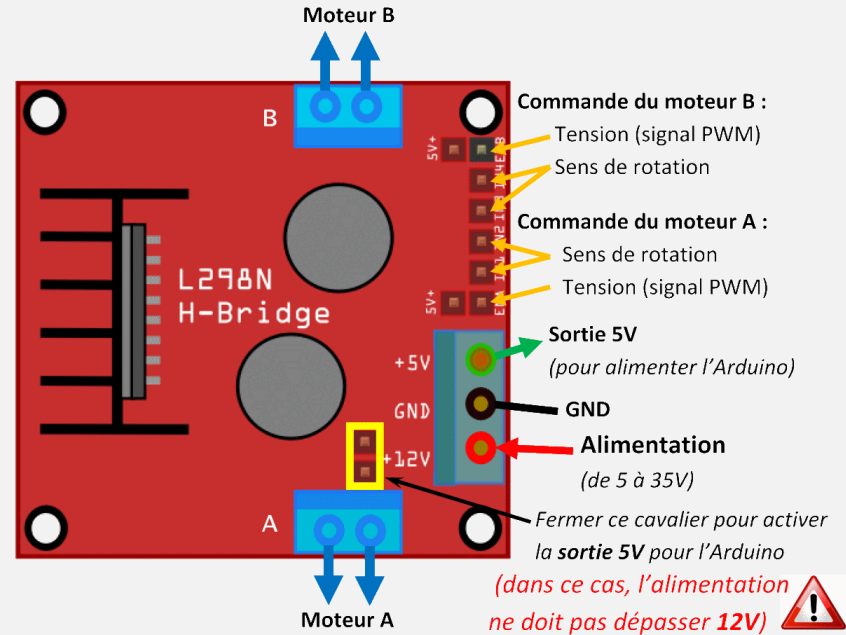 Moteur B
B
Commande du moteur B :
Tension (signal PWM)
5V+
Sens de rotation
Commande du moteur A :
Sens de rotation
Tension (signal PWM)
5V+
L298N
H-Bridge
Sortie 5V
(pour alimenter l'Arduino)
+5V
GND
GND
Alimentation
+12V
(de 5 à 35V)
A
Fermer ce cavalier pour activer
la sortie 5V pour l'Arduino
(dans ce cas, l'alimentation
ne doit pas dépasser 12V)
Moteur A